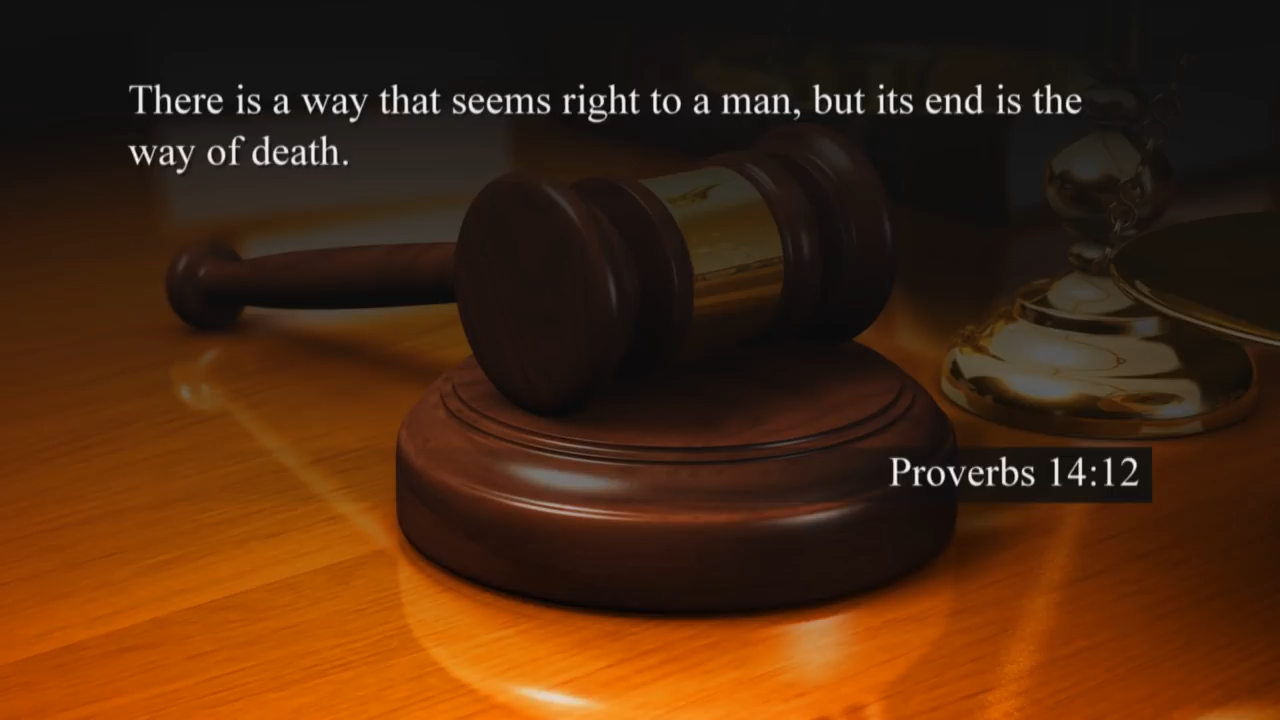 There is a way that seems right to a man, but its end is the
way of death.
Proverbs 14:12